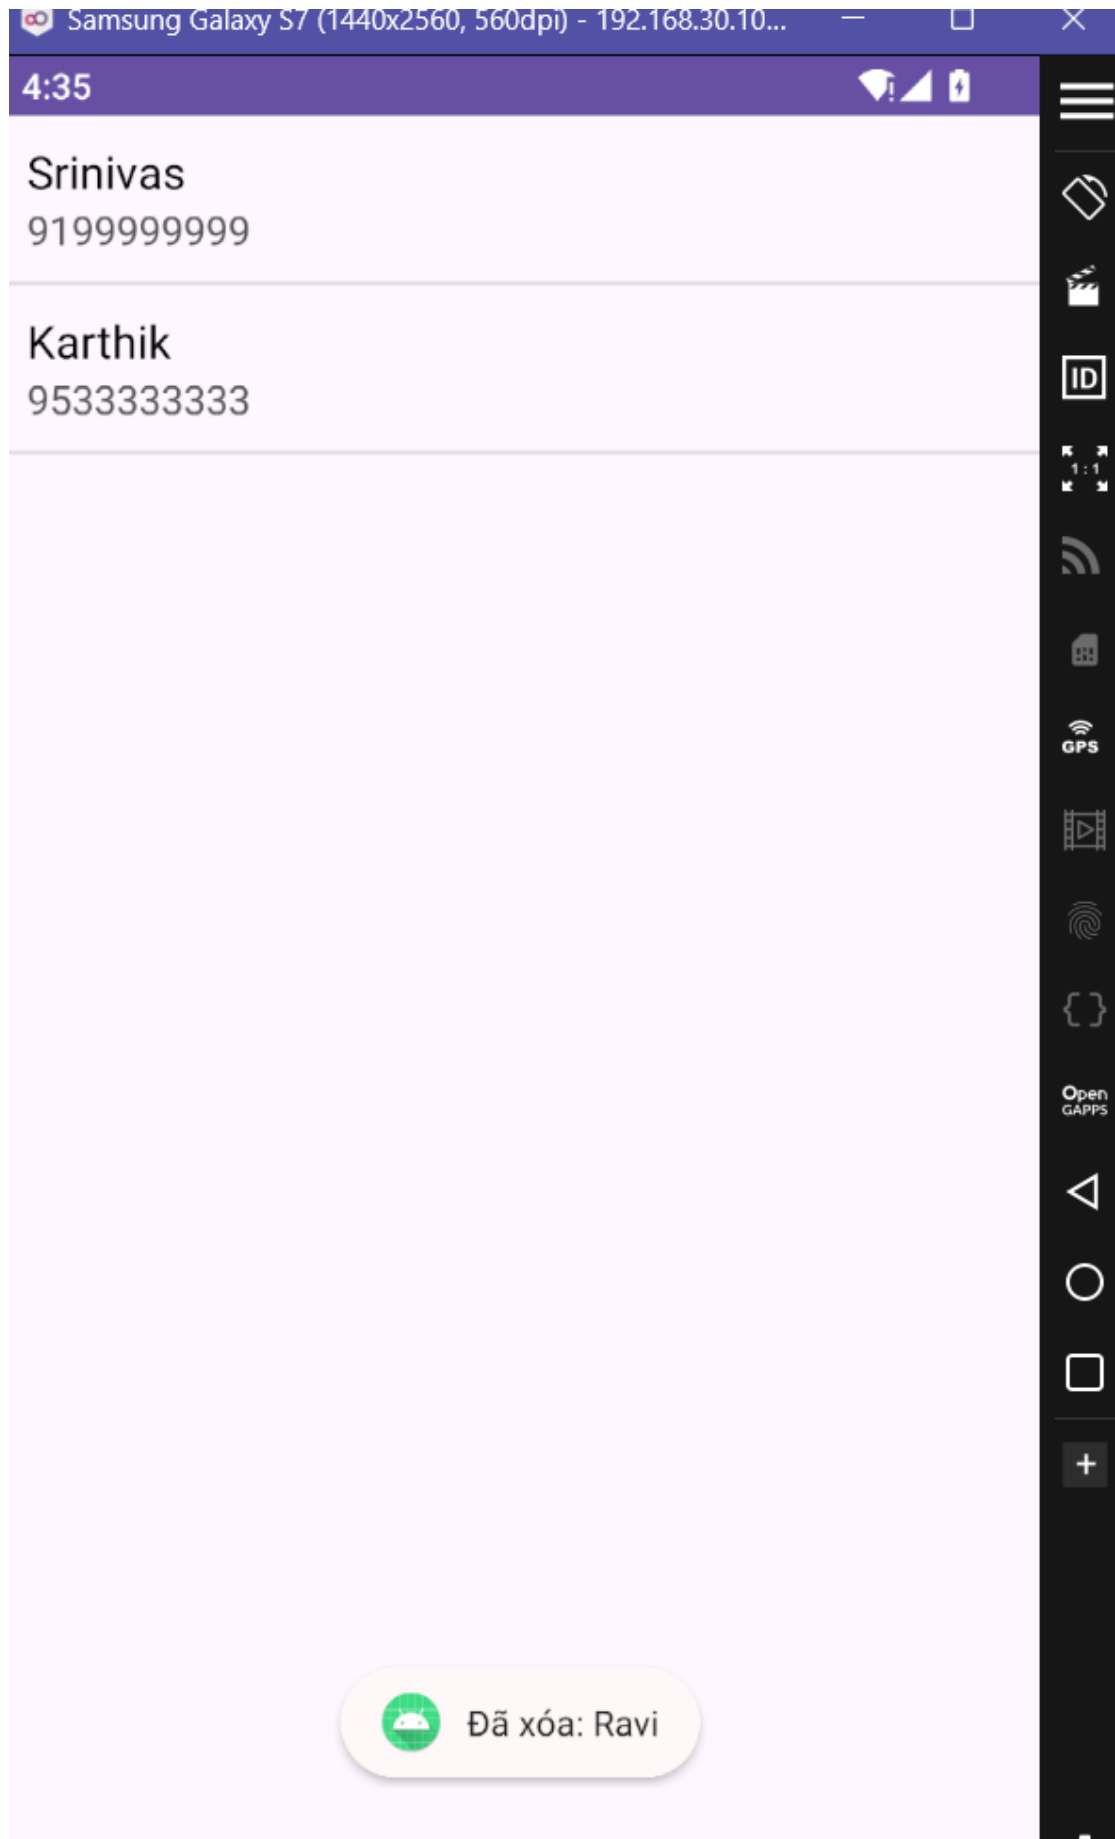 Samsung Galaxy S7 (1440x2560, 560dpi) - 192.168.30.10...
4:35
Srinivas
9199999999
Karthik
9533333333
ID
1:1
GPS
Open
GAPPS
Đã xóa: Ravi